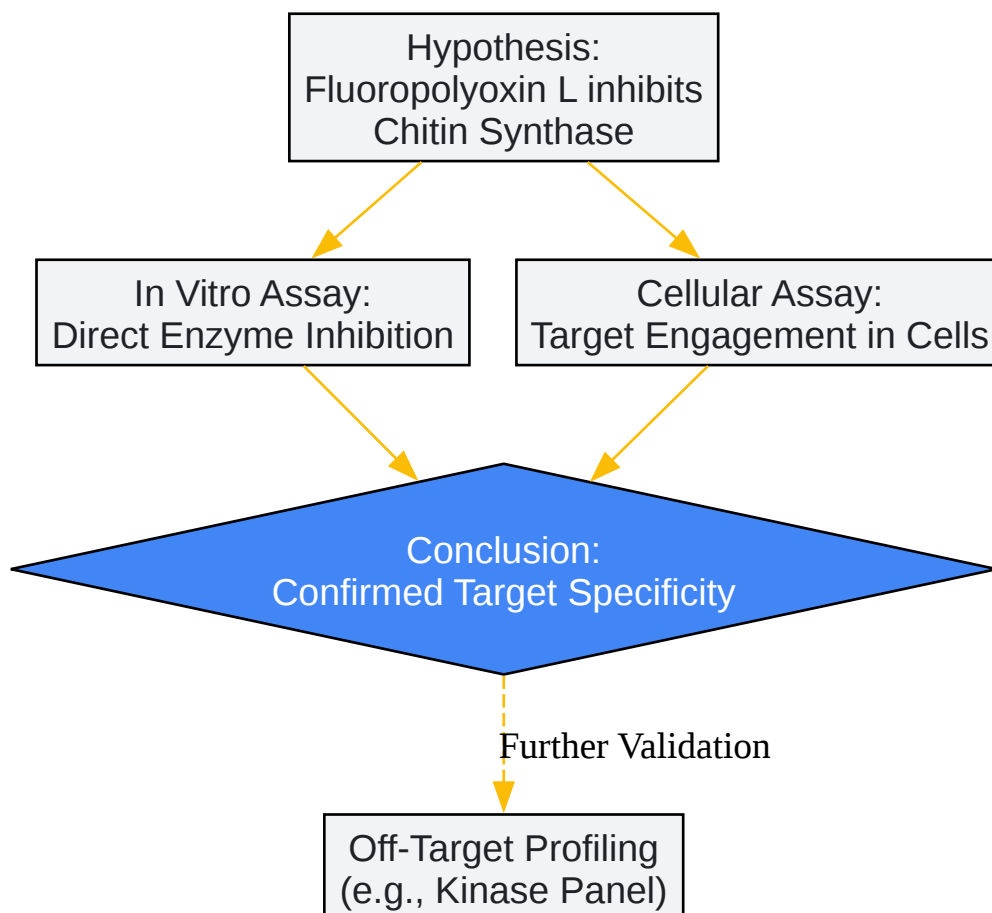 Hypothesis:
Fluoropolyoxin L inhibits
Chitin Synthase
In Vitro Assay:
Direct Enzyme Inhibition
Cellular Assay:
Target Engagement in Cells
Conclusion:
Confirmed Target Specificity
Further Validation
Off-Target Profiling
(e.g., Kinase Panel)